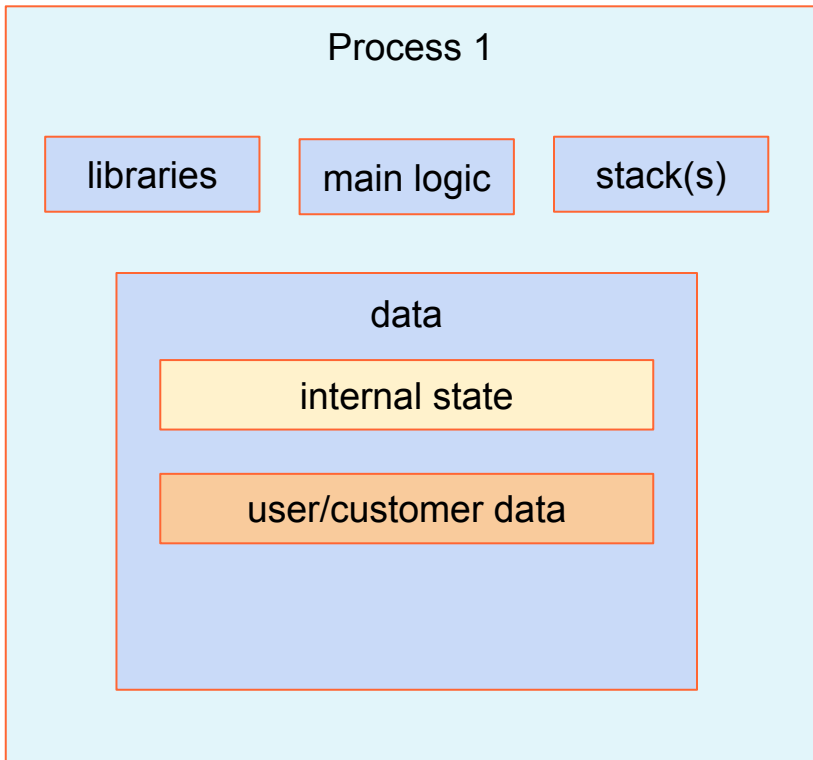 Process 1
libraries
main logic
stack(s)
data
internal state
user/customer data